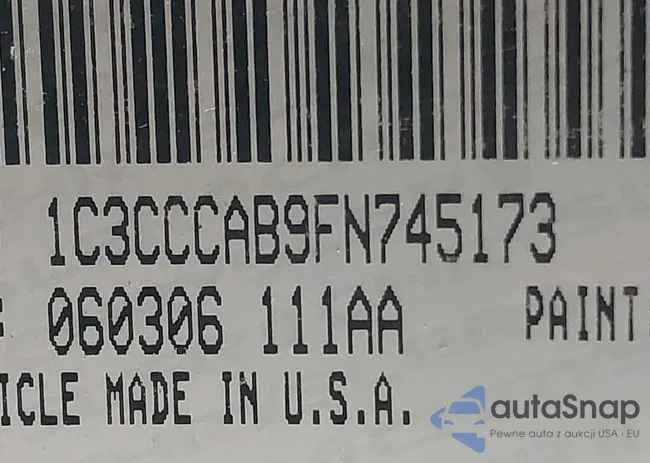 1C3CCCAB9FN745173
: 060306 111AA PAINT
ICLE MADE IN U.S.A.
autaSnap
Pewne auta z aukcji USA · EU